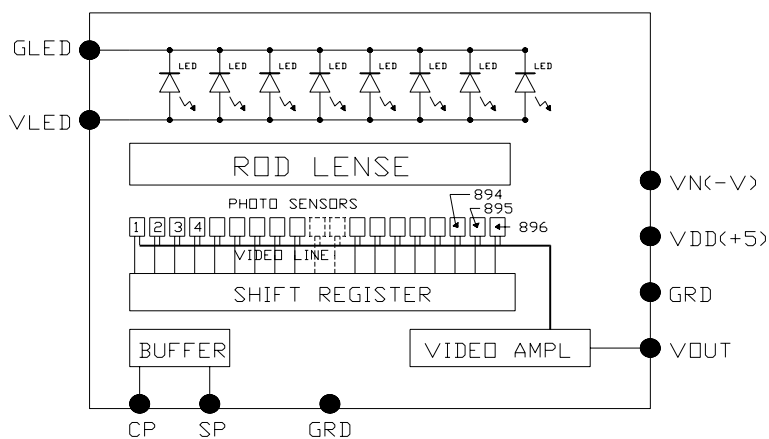 GLED
LED LED LED LED LED LED LED LED
VLED
ROD LENSE
VN(-V)
PHOTO SENSORS
894
895
1 2 3 4
896
VDD(+5)
VIDEO LINE
SHIFT REGISTER
GRD
BUFFER
VIDEO AMPL
VOUT
CP SP GRD